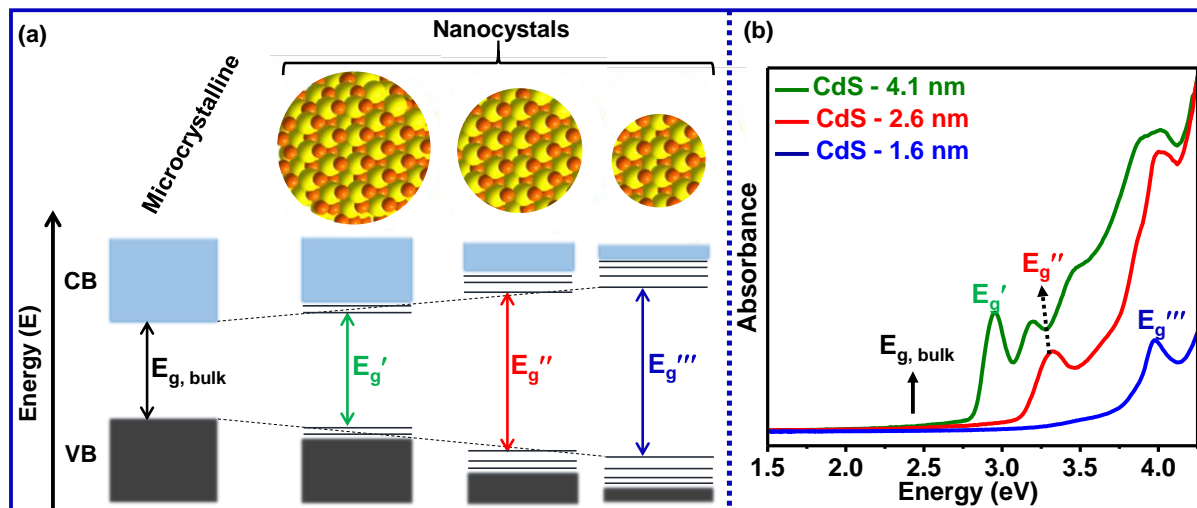 (a)
Nanocystals
Microcrystalline
Energy (E)
CB
VB
E_g, bulk
E_g′
E_g″
E_g‴
(b)
CdS - 4.1 nm
CdS - 2.6 nm
CdS - 1.6 nm
Absorbance
E_g, bulk
E_g′
E_g″
E_g‴
1.5 2.0 2.5 3.0 3.5 4.0
Energy (eV)